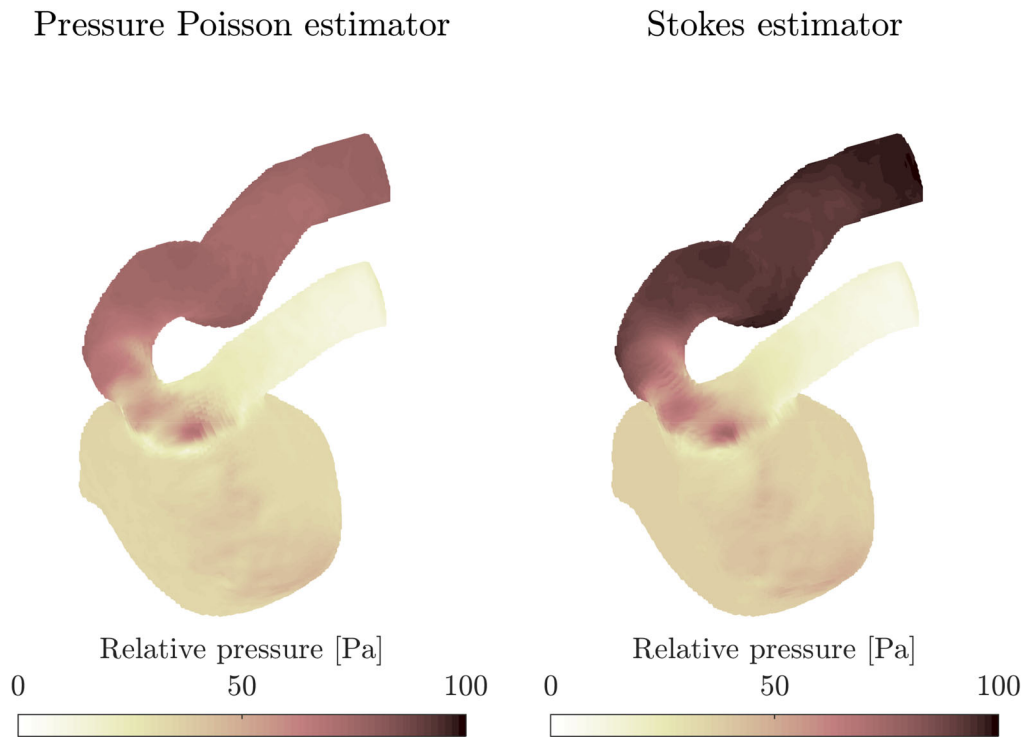 Pressure Poisson estimator
Stokes estimator
Relative pressure [Pa]
0 50 100
Relative pressure [Pa]
0 50 100